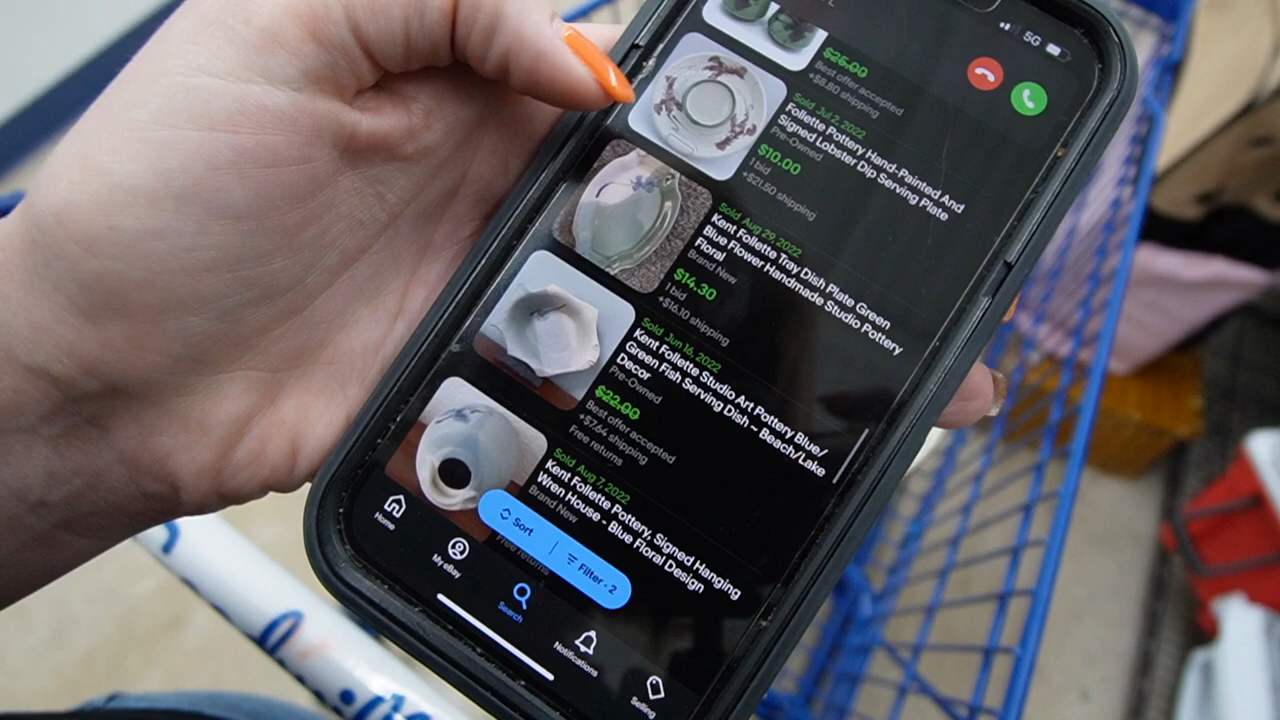 5G
$25.00
Best offer accepted
+$8.80 shipping
Sold Jul 2, 2022
Follette Pottery Hand-Painted And
Signed Lobster Dip Serving Plate
Pre-Owned
$10.00
1 bid
+$21.50 shipping
Sold Aug 29, 2022
Kent Follette Tray Dish Plate Green
Blue Flower Handmade Studio Pottery
Floral
Brand New
$14.30
1 bid
+$16.10 shipping
Sold Jun 16, 2022
Kent Follette Studio Art Pottery Blue/
Green Fish Serving Dish ~ Beach/Lake
Decor
Pre-Owned
$22.00
Best offer accepted
+$7.64 shipping
Free returns
Sold Aug 7, 2022
Kent Follette Pottery, Signed Hanging
Wren House - Blue Floral Design
Brand New
Free returns
Sort
Filter · 2
Home
My eBay
Search
Notifications
Selling